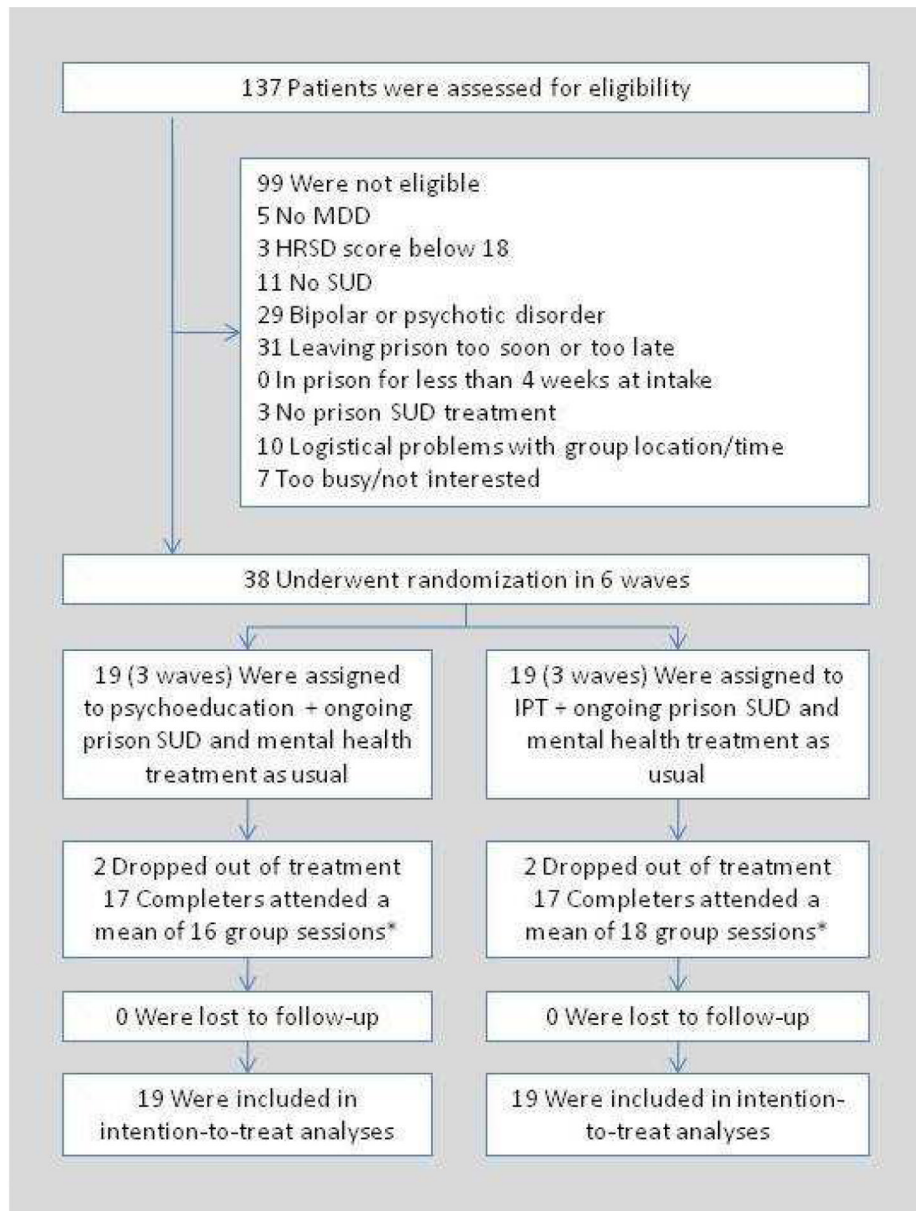 137 Patients were assessed for eligibility
99 Were not eligible
5 No MDD
3 HRSD score below 18
11 No SUD
29 Bipolar or psychotic disorder
31 Leaving prison too soon or too late
0 In prison for less than 4 weeks at intake
3 No prison SUD treatment
10 Logistical problems with group location/time
7 Too busy/not interested
38 Underwent randomization in 6 waves
19 (3 waves) Were assigned
to psychoeducation + ongoing
prison SUD and mental health
treatment as usual
19 (3 waves) Were assigned to
IPT + ongoing prison SUD and
mental health treatment as
usual
2 Dropped out of treatment
17 Completers attended a
mean of 16 group sessions*
2 Dropped out of treatment
17 Completers attended a
mean of 18 group sessions*
0 Were lost to follow-up
0 Were lost to follow-up
19 Were included in
intention-to-treat analyses
19 Were included in intention-
to-treat analyses